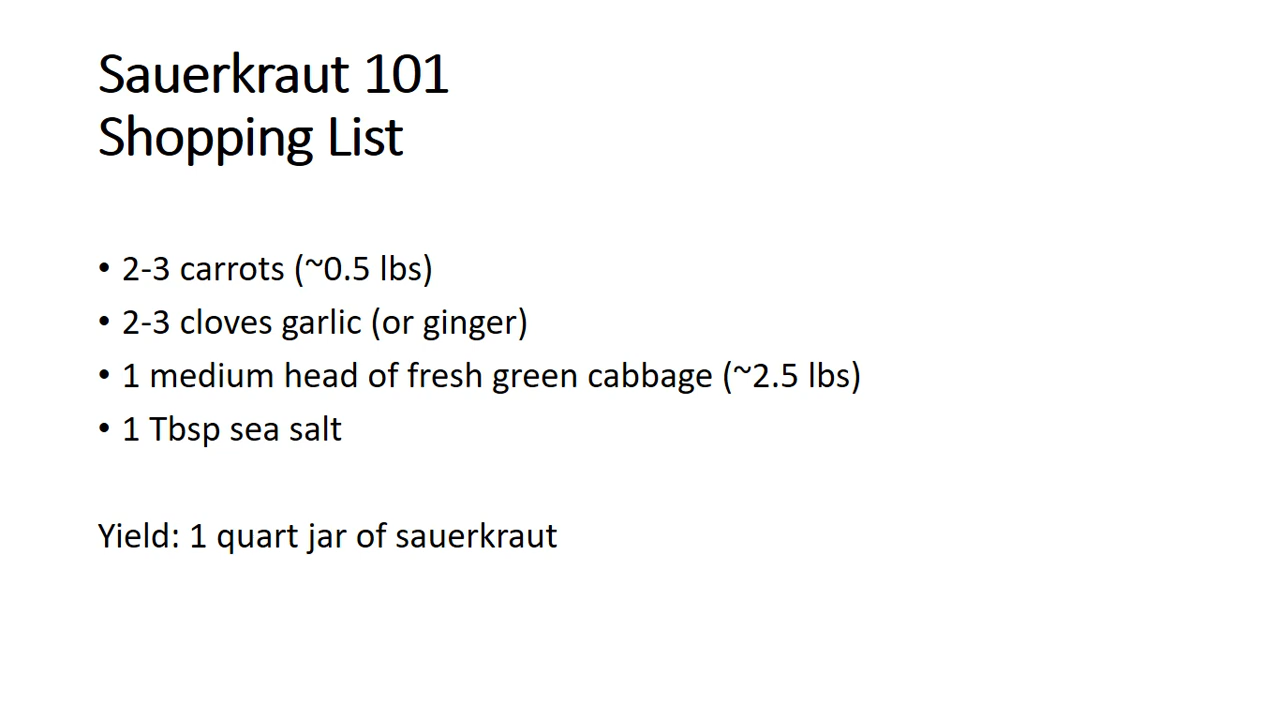 Sauerkraut 101
Shopping List
• 2-3 carrots (~0.5 lbs)
• 2-3 cloves garlic (or ginger)
• 1 medium head of fresh green cabbage (~2.5 lbs)
• 1 Tbsp sea salt
Yield: 1 quart jar of sauerkraut